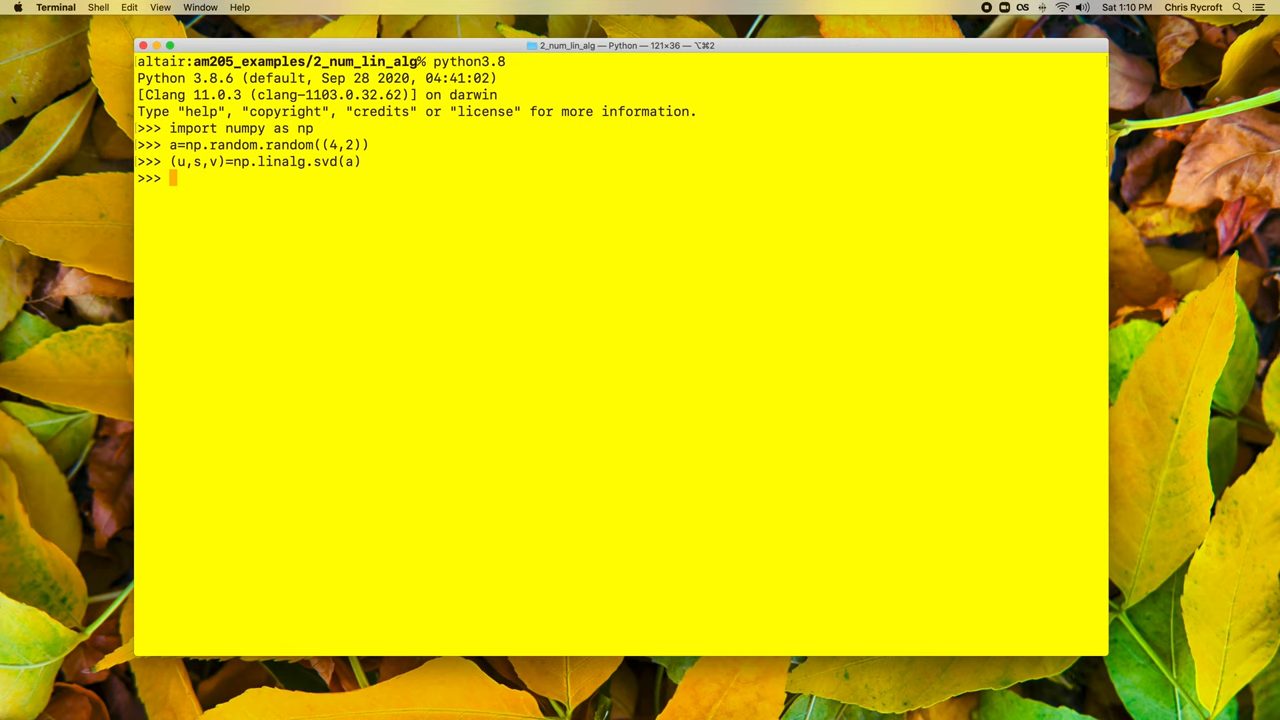 Terminal Shell Edit View Window Help OS Sat 1:10 PM Chris Rycroft
2_num_lin_alg — Python — 121×36 — ⌥⌘2
altair:am205_examples/2_num_lin_alg% python3.8
Python 3.8.6 (default, Sep 28 2020, 04:41:02)
[Clang 11.0.3 (clang-1103.0.32.62)] on darwin
Type "help", "copyright", "credits" or "license" for more information.
>>> import numpy as np
>>> a=np.random.random((4,2))
>>> (u,s,v)=np.linalg.svd(a)
>>>